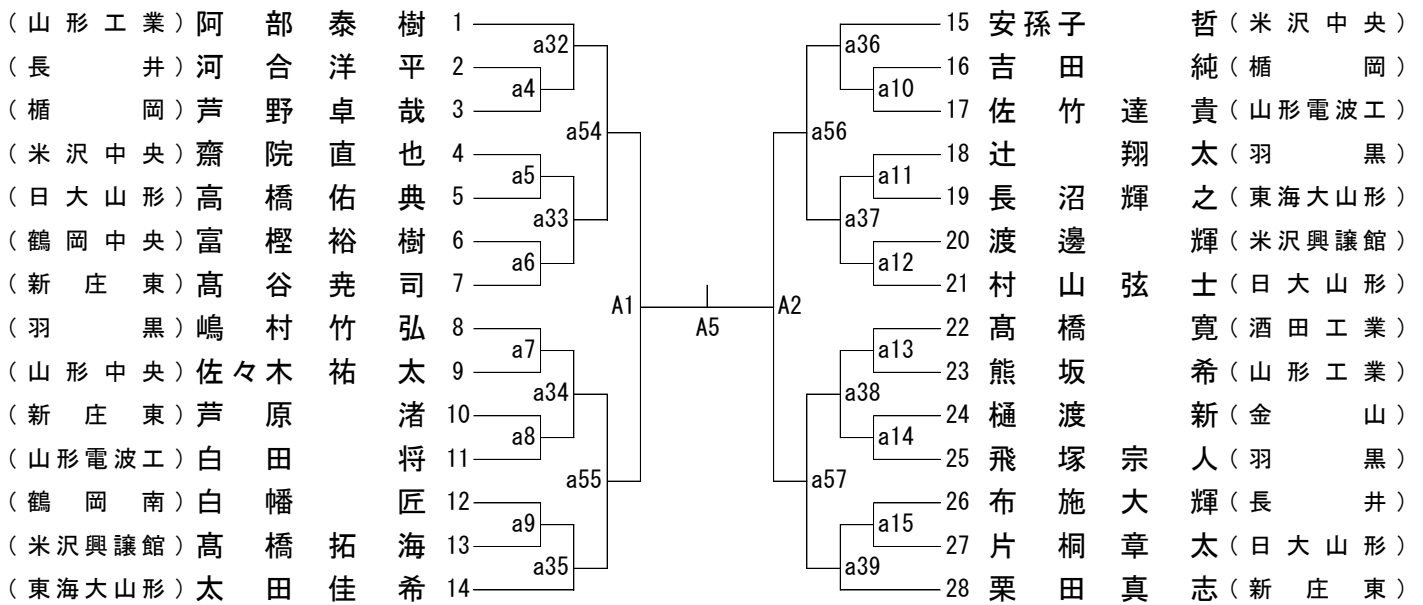 (山形工業) 阿部泰樹 1 15 安孫子哲 (米沢中央)
a32 a36
(長井) 河合洋平 2 16 吉田純 (楯岡)
a4 a10
(楯岡) 芦野卓哉 3 17 佐竹達貴 (山形電波工)
a54 a56
(米沢中央) 齋院直也 4 18 辻翔太 (羽黒)
a5 a11
(日大山形) 高橋佑典 5 19 長沼輝之 (東海大山形)
a33 a37
(鶴岡中央) 富樫裕樹 6 20 渡邊輝 (米沢興譲館)
a6 a12
(新庄東) 髙谷尭司 7 21 村山弦士 (日大山形)
A1 A5 A2
(羽黒) 嶋村竹弘 8 22 髙橋寛 (酒田工業)
a7 a13
(山形中央) 佐々木祐太 9 23 熊坂希 (山形工業)
a34 a38
(新庄東) 芦原渚 10 24 樋渡新 (金山)
a8 a14
(山形電波工) 白田将 11 25 飛塚宗人 (羽黒)
a55 a57
(鶴岡南) 白幡匠 12 26 布施大輝 (長井)
a9 a15
(米沢興譲館) 髙橋拓海 13 27 片桐章太 (日大山形)
a35 a39
(東海大山形) 太田佳希 14 28 栗田真志 (新庄東)